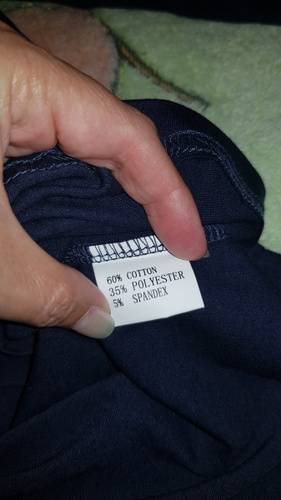 60% COTTON
35% POLYESTER
5% SPANDEX